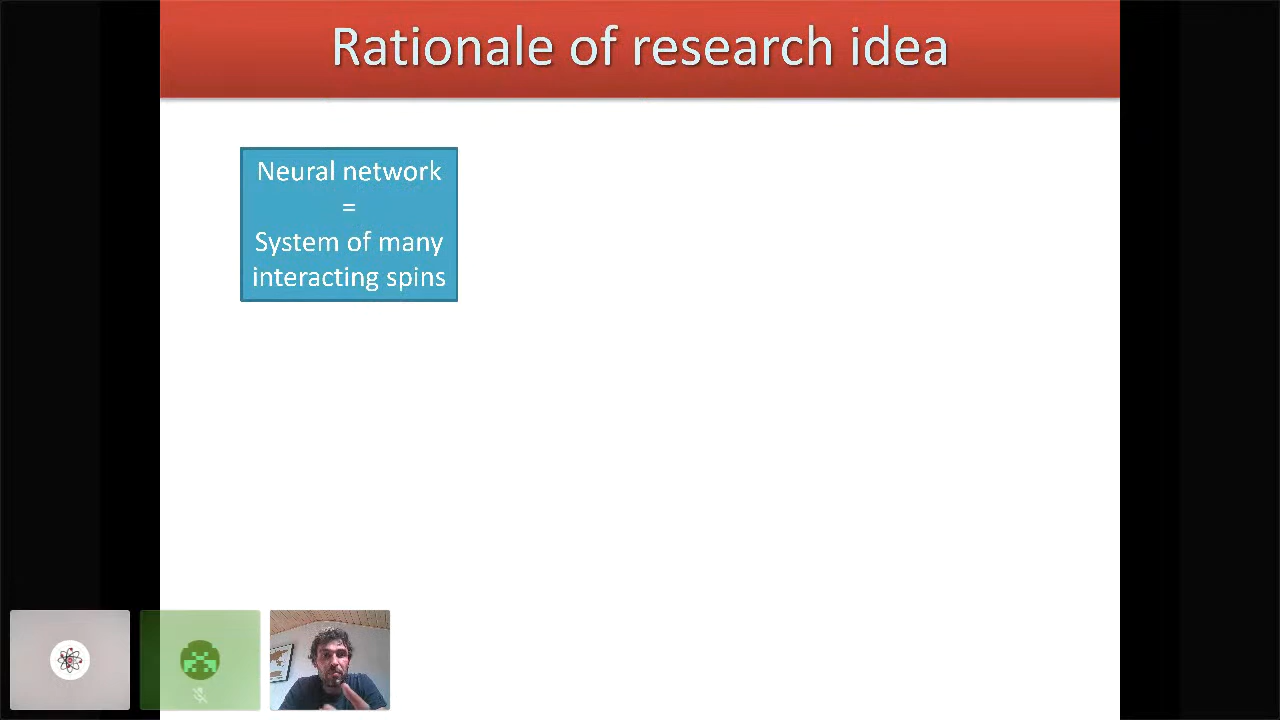 Rationale of research idea
Neural network
=
System of many
interacting spins